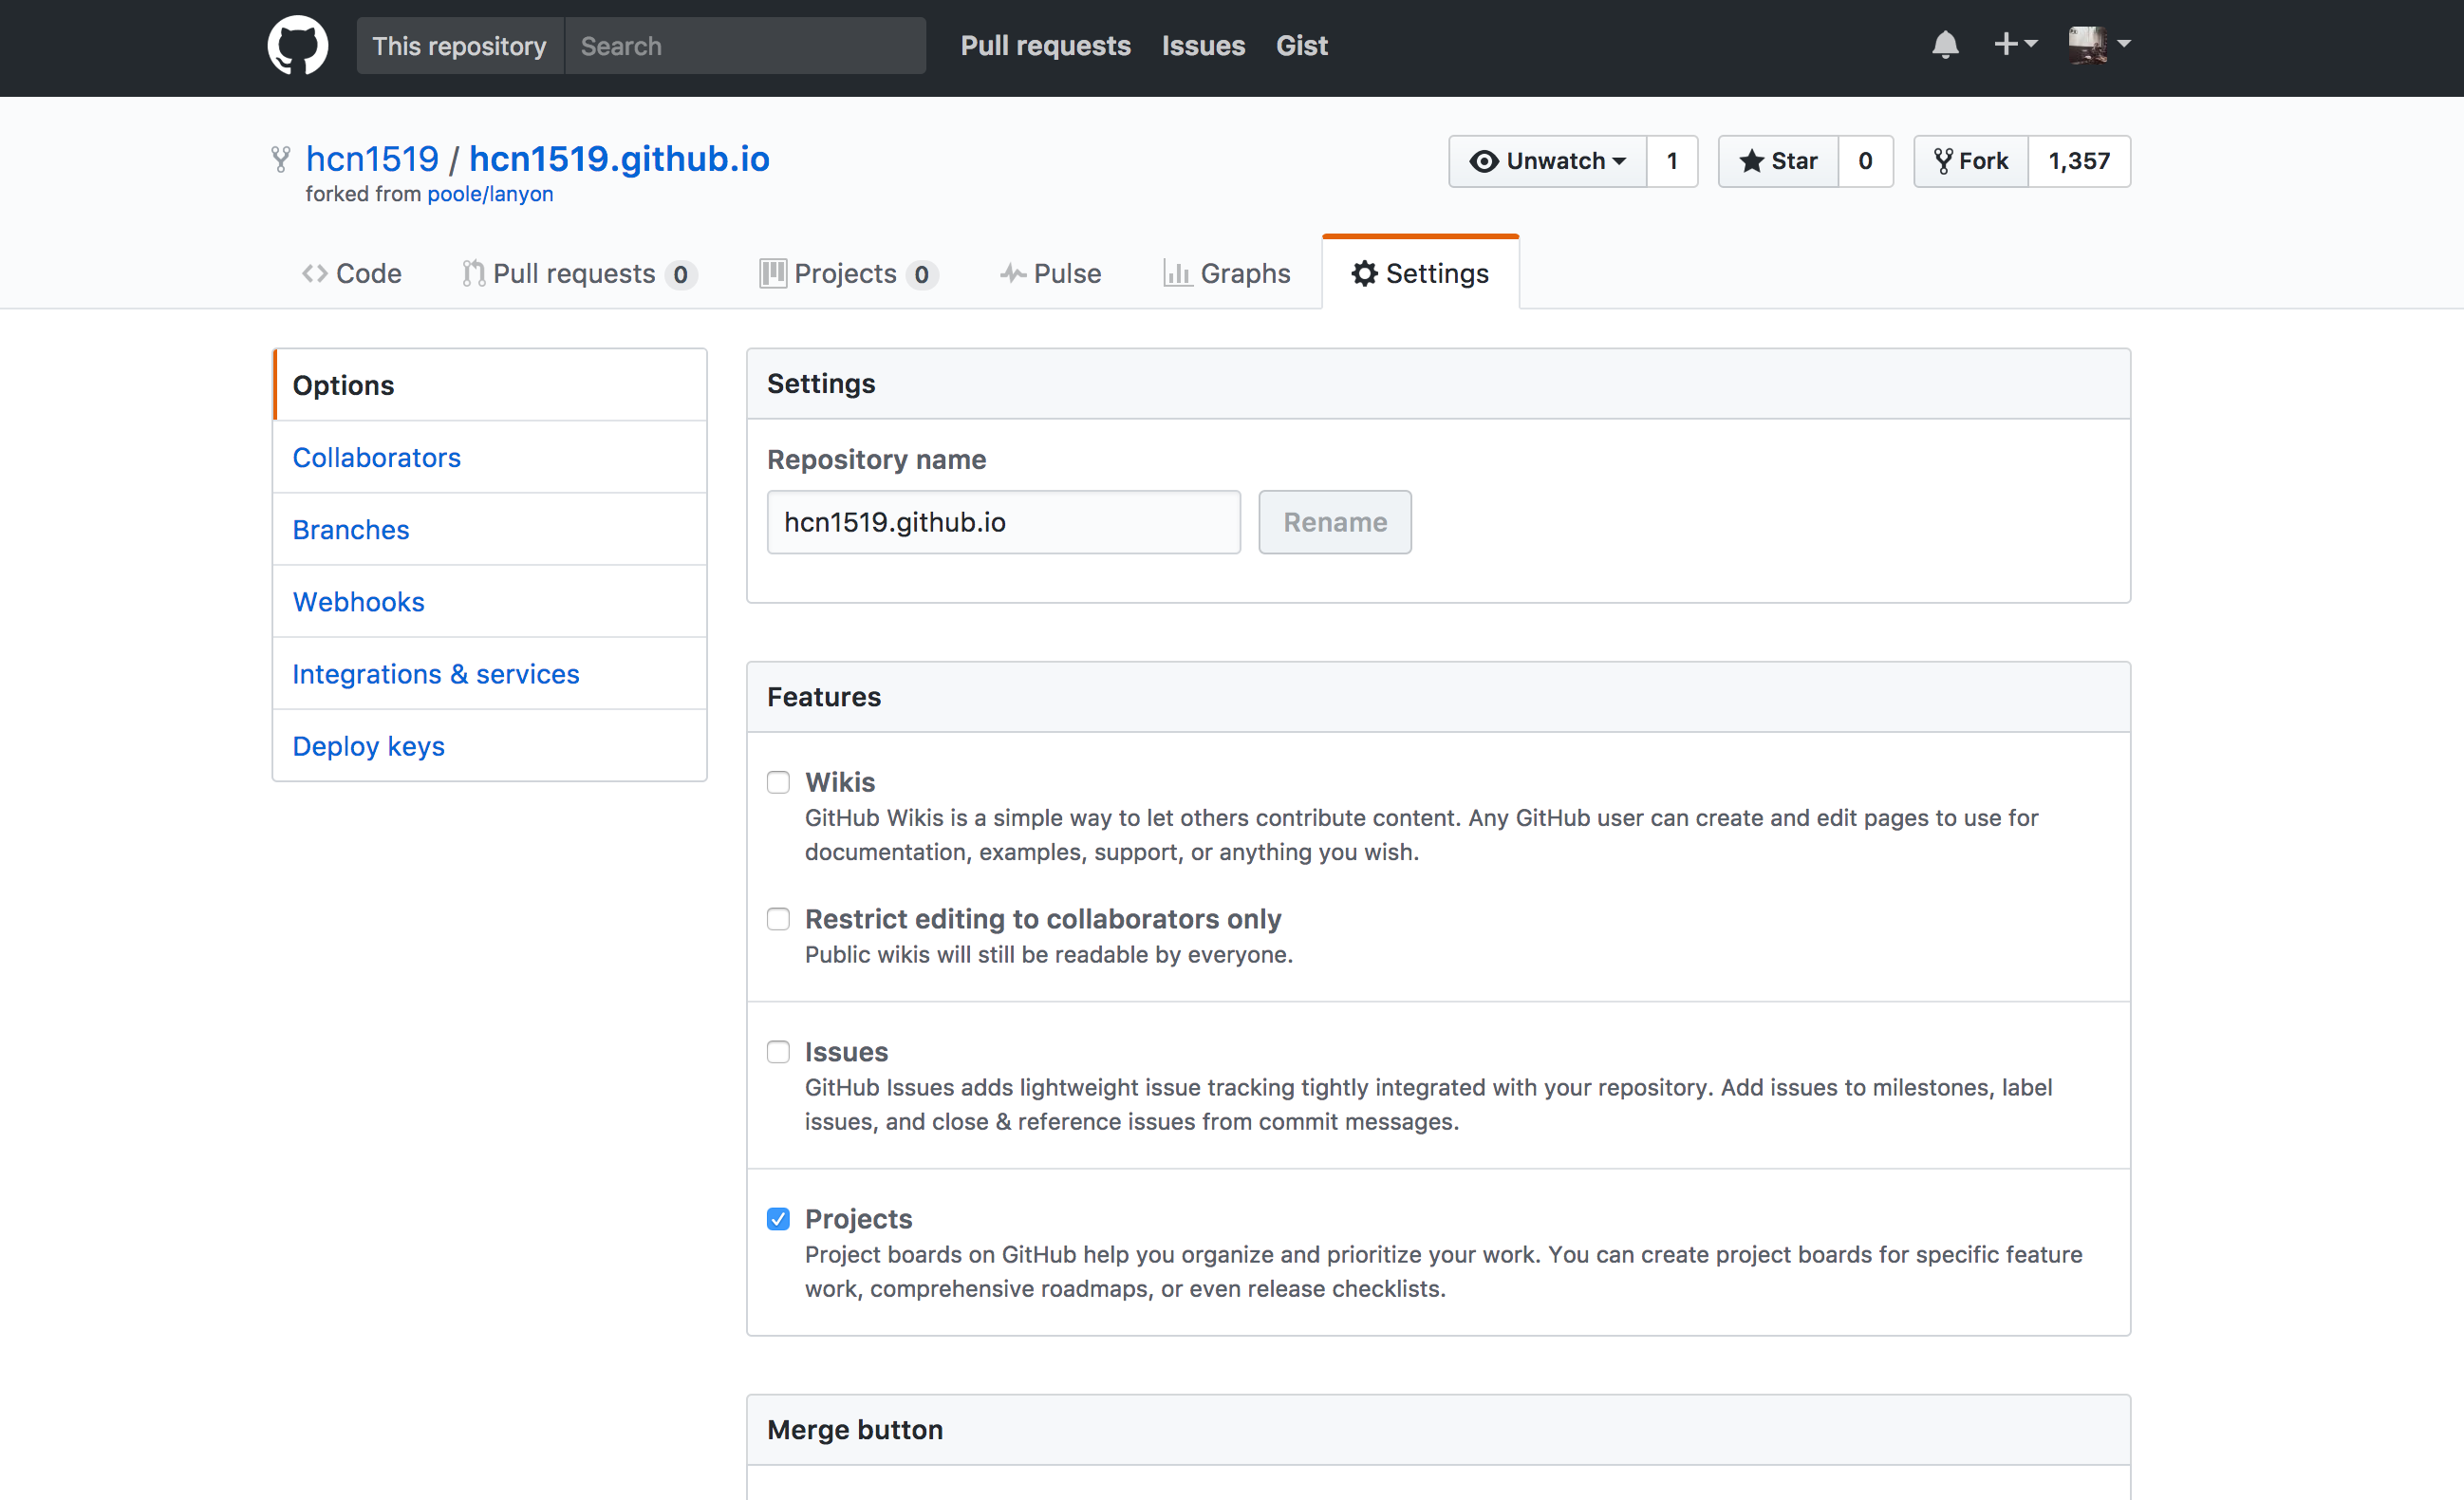 This repository Search Pull requests Issues Gist
hcn1519 / hcn1519.github.io
Unwatch 1 Star 0 Fork 1,357
forked from poole/lanyon
Code Pull requests 0 Projects 0 Pulse Graphs Settings
Options
Collaborators
Branches
Webhooks
Integrations & services
Deploy keys
Settings
Repository name
hcn1519.github.io Rename
Features
Wikis
GitHub Wikis is a simple way to let others contribute content. Any GitHub user can create and edit pages to use for
documentation, examples, support, or anything you wish.
Restrict editing to collaborators only
Public wikis will still be readable by everyone.
Issues
GitHub Issues adds lightweight issue tracking tightly integrated with your repository. Add issues to milestones, label
issues, and close & reference issues from commit messages.
Projects
Project boards on GitHub help you organize and prioritize your work. You can create project boards for specific feature
work, comprehensive roadmaps, or even release checklists.
Merge button